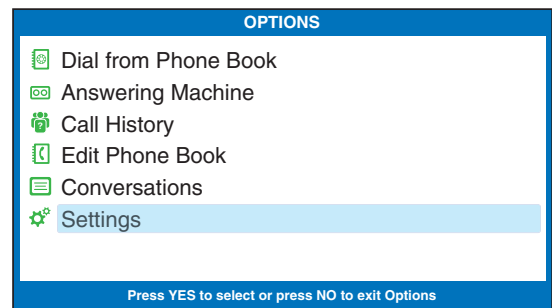 OPTIONS
Dial from Phone Book
Answering Machine
Call History
Edit Phone Book
Conversations
Settings
Press YES to select or press NO to exit Options